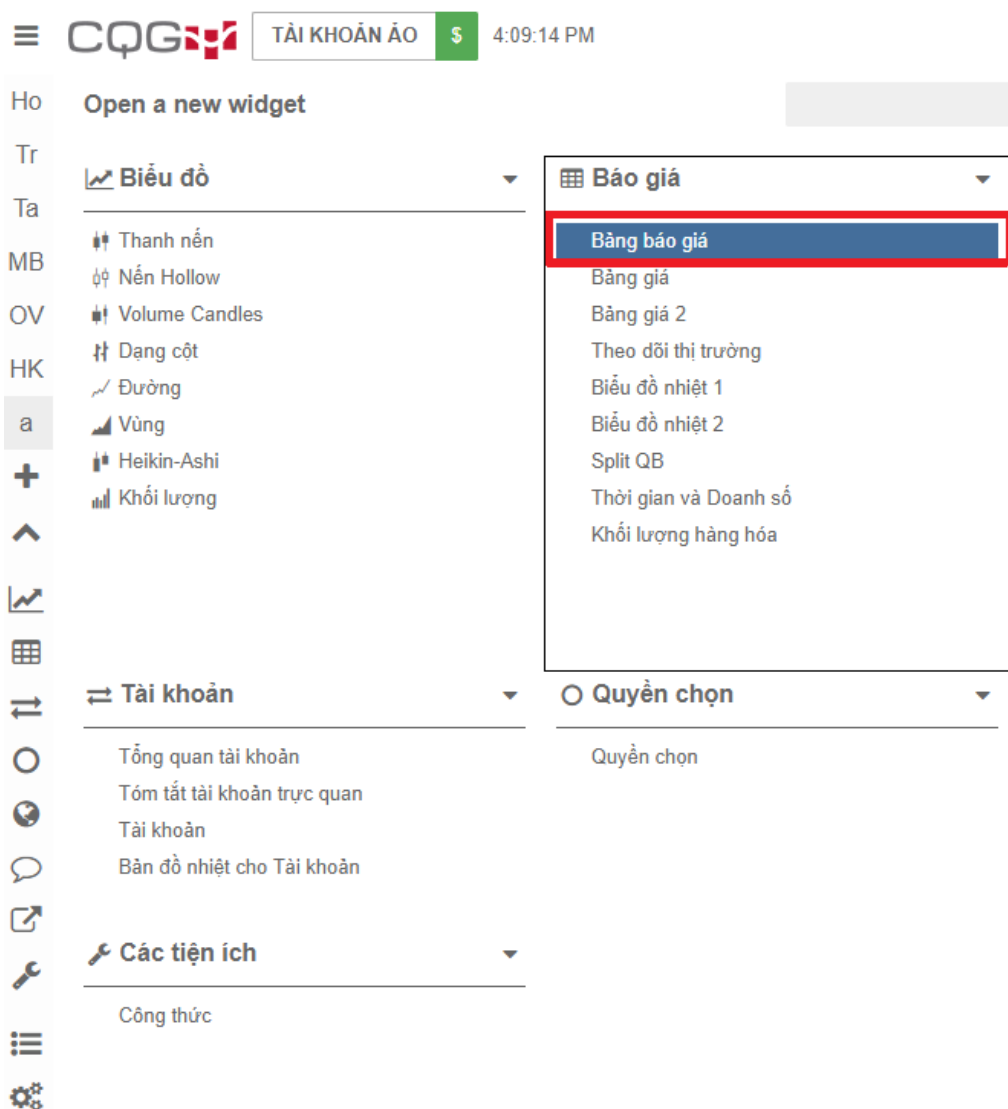 CQG TÀI KHOẢN ẢO $ 4:09:14 PM
Ho
Tr
Ta
MB
OV
HK
a
Open a new widget
Biểu đồ
Thanh nến
Nến Hollow
Volume Candles
Dạng cột
Đường
Vùng
Heikin-Ashi
Khối lượng
Báo giá
Bảng báo giá
Bảng giá
Bảng giá 2
Theo dõi thị trường
Biểu đồ nhiệt 1
Biểu đồ nhiệt 2
Split QB
Thời gian và Doanh số
Khối lượng hàng hóa
Tài khoản
Tổng quan tài khoản
Tóm tắt tài khoản trực quan
Tài khoản
Bản đồ nhiệt cho Tài khoản
Quyền chọn
Quyền chọn
Các tiện ích
Công thức